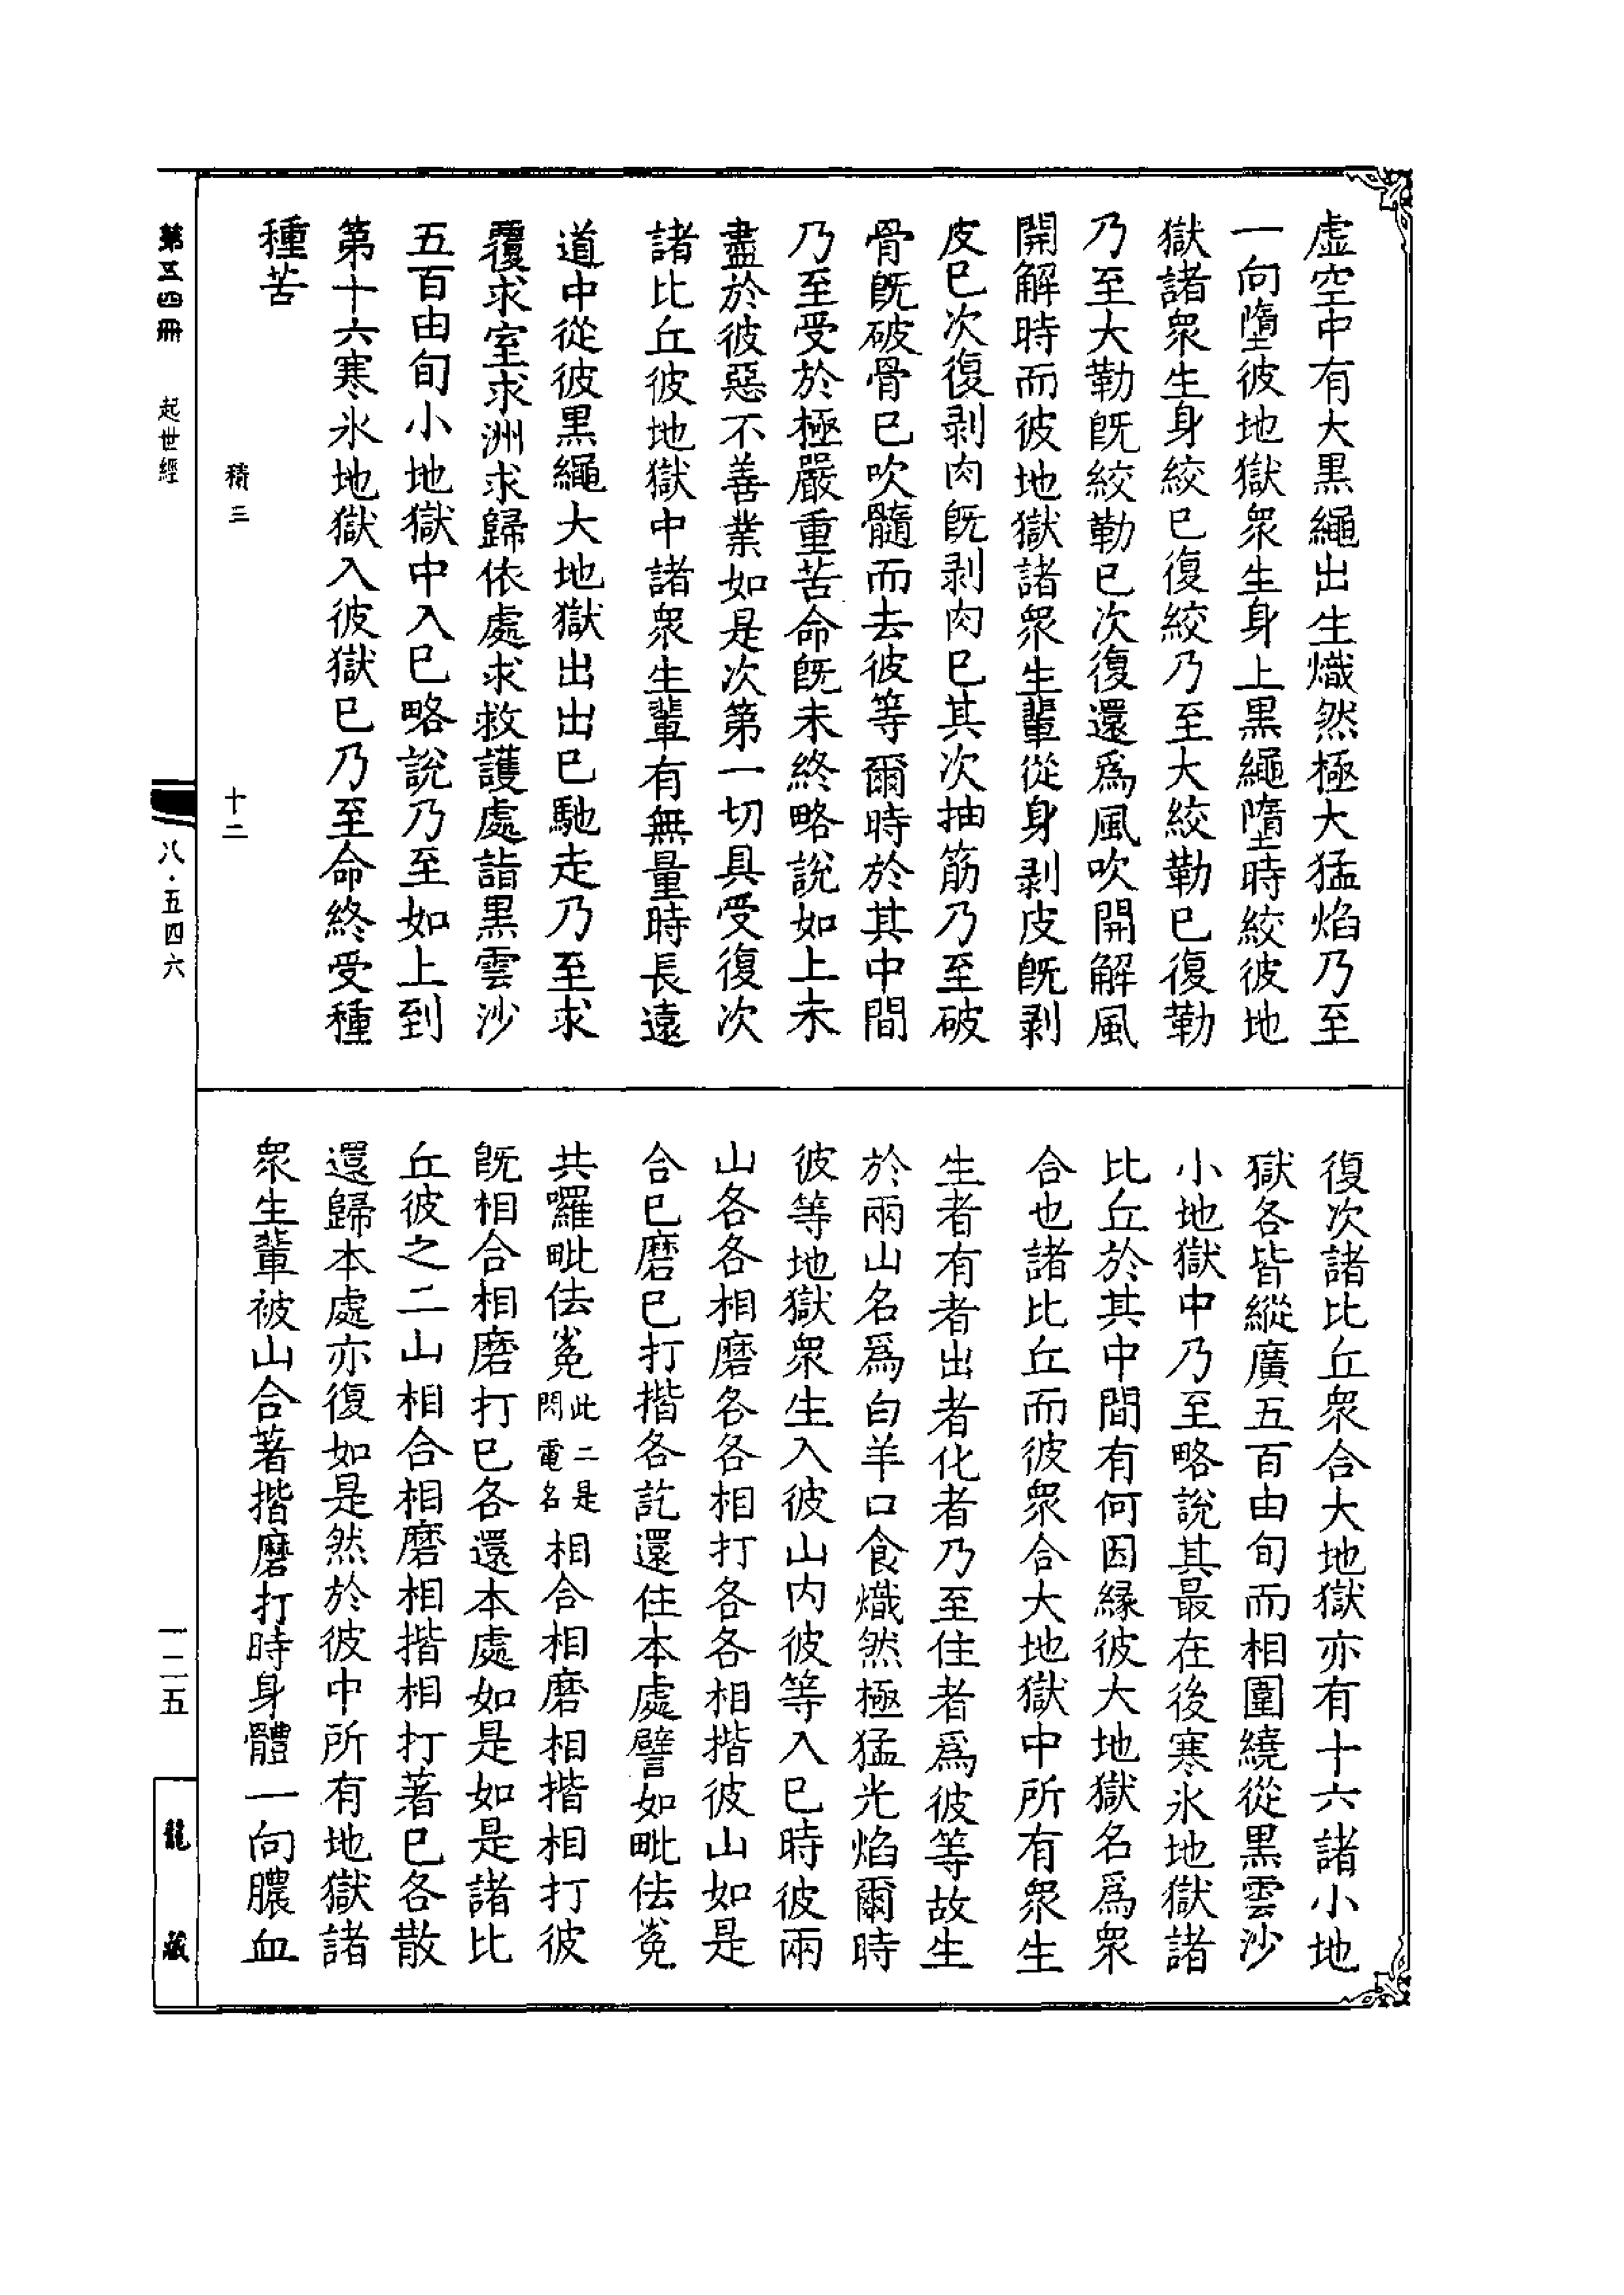 虛空中有大黑繩出生熾然極大猛焰乃至
一向墮彼地獄眾生身上黑繩墮時絞彼地
獄諸眾生身絞已復絞乃至大絞勒已復勒
乃至大勒旣絞勒已次復還爲風吹開解風
開解時而彼地獄諸眾生輩從身剥皮旣剥
皮已次復剥肉旣剥肉已其次抽筋乃至破
骨旣破骨已吹髓而去彼等爾時於其中間
乃至受於極嚴重苦命旣未終略說如上未
盡於彼惡不善業如是次第一切具受復次
諸比丘彼地獄中諸眾生輩有無量時長遠
道中從彼黑繩大地獄出出已馳走乃至求
覆求室求洲求歸依處求救護處詣黑雲沙
五百由旬小地獄中入已略說乃至如上到
第十六寒氷地獄入彼獄已乃至命終受種
種苦
復次諸比丘眾合大地獄亦有十六諸小地
獄各皆縱廣五百由旬而相圍繞從黑雲沙
小地獄中乃至略說其最在後寒氷地獄諸
比丘於其中間有何因緣彼大地獄名爲眾
合也諸比丘而彼眾合大地獄中所有眾生
生者有者出者化者乃至住者爲彼等故生
於兩山名爲白羊口食熾然極猛光焰爾時
彼等地獄眾生入彼山內彼等入已時彼兩
山各各相磨各各相打各各相揩彼山如是
合已磨已打揩各訖還住本處譬如毗佉㝹
共囉毗佉㝹此二是閃電名相合相磨相揩相打彼
旣相合相磨打已各還本處如是如是諸比
丘彼之二山相合相磨相揩相打著已各散
還歸本處亦復如是然於彼中所有地獄諸
眾生輩被山合著揩磨打時身體一向膿血
積三
十二
第五四冊
起世經
八·五四六
一二五
龍藏